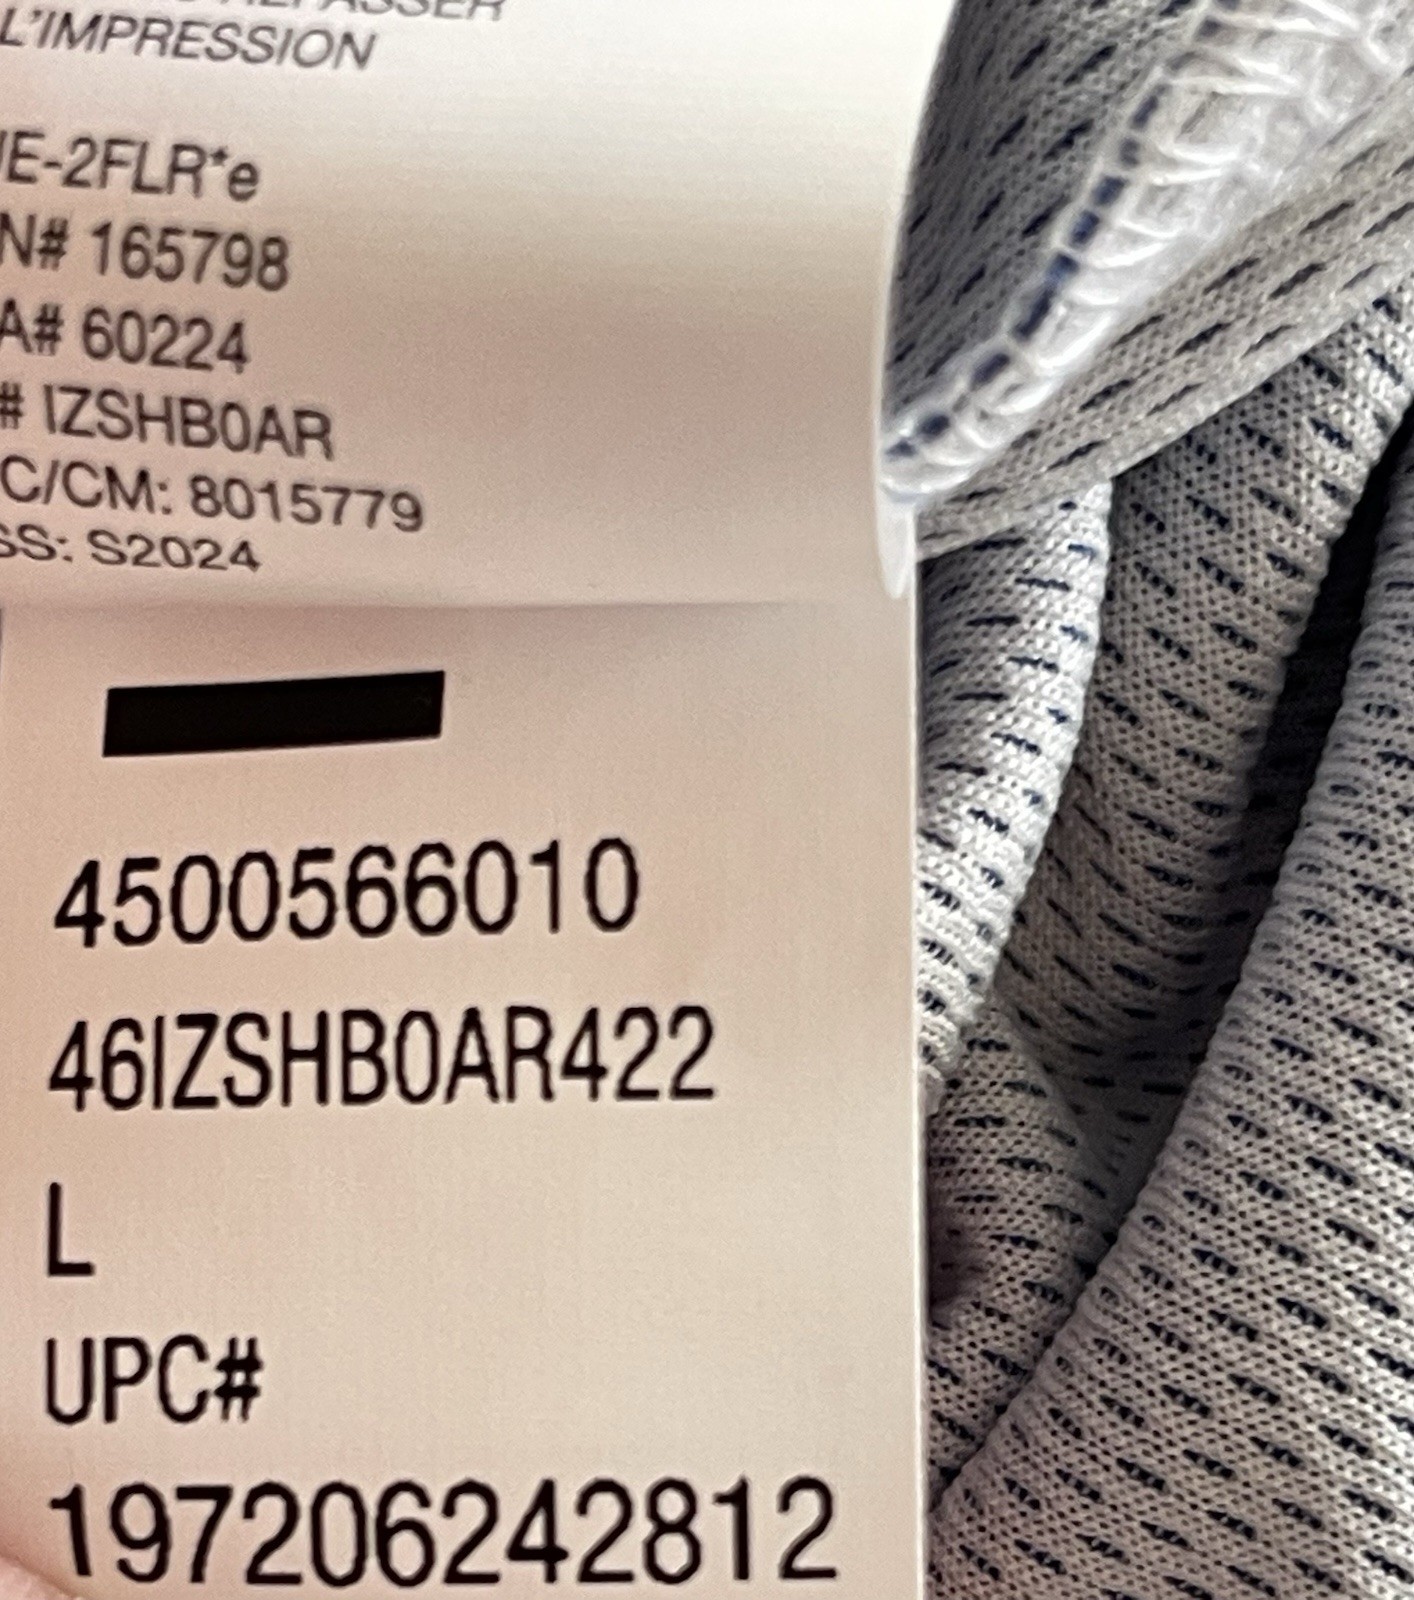 L'IMPRESSION
E-2FLR*e
N# 165798
A# 60224
# IZSHB0AR
C/CM: 8015779
SS: S2024
4500566010
46IZSHB0AR422
L
UPC#
197206242812